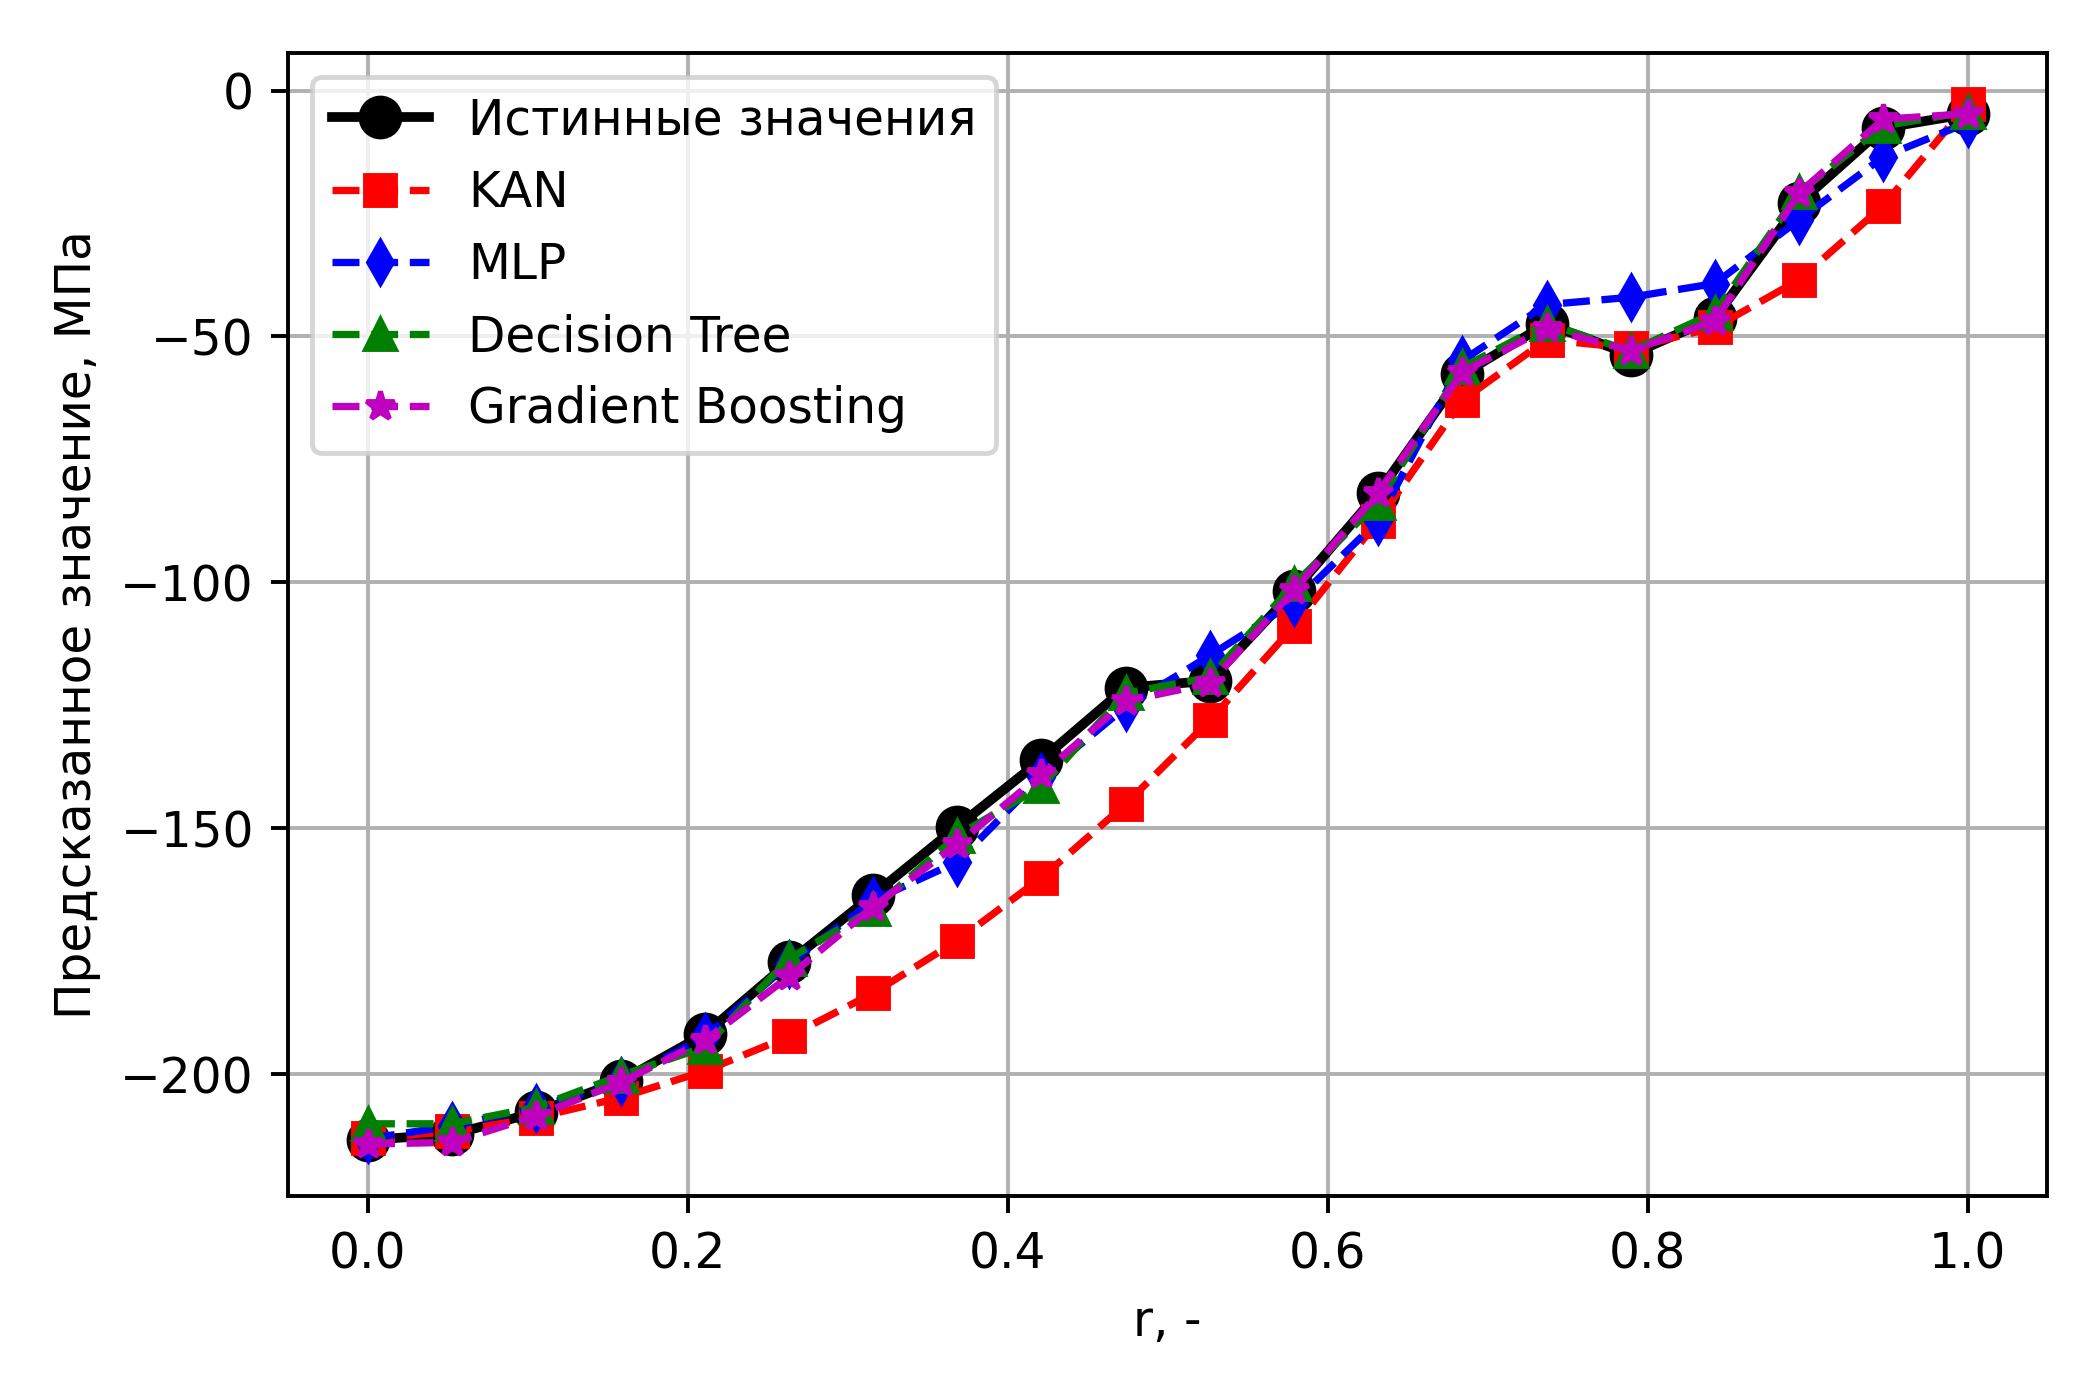 Предсказанное значение, МПа
0
−50
−100
−150
−200
Истинные значения
KAN
MLP
Decision Tree
Gradient Boosting
0.0 0.2 0.4 0.6 0.8 1.0
r, -